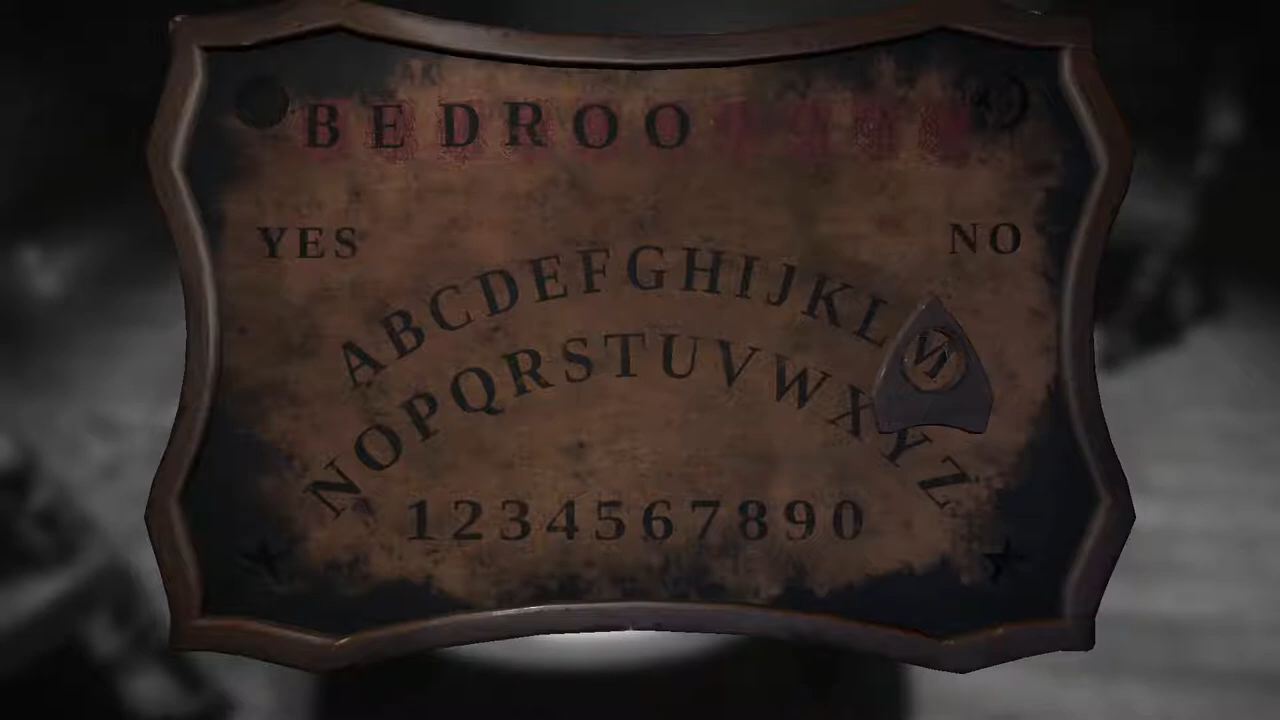 BEDROO
YES NO
ABCDEFGHIJKL
NOPQRSTUVWXYZ
1234567890